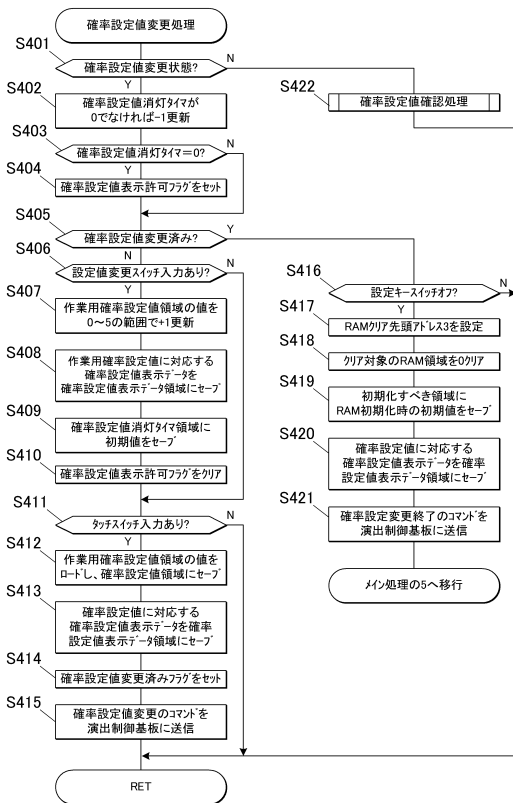 確率設定値変更処理
S401
確率設定値変更状態?
N
Y
S402
確率設定値消灯タイマが
0でなければ-1更新
S403
確率設定値消灯タイマ=0?
N
Y
S404
確率設定値表示許可フラグをセット
S405
確率設定値変更済み?
Y
N
S406
設定値変更スイッチ入力あり?
N
Y
S407
作業用確率設定値領域の値を
0~5の範囲で+1更新
S408
作業用確率設定値に対応する
確率設定値表示データを
確率設定値表示データ領域にセーブ
S409
確率設定値消灯タイマ領域に
初期値をセーブ
S410
確率設定値表示許可フラグをクリア
S411
タッチスイッチ入力あり?
N
Y
S412
作業用確率設定値領域の値を
ロードし、確率設定値領域にセーブ
S413
確率設定値に対応する
確率設定値表示データを確率
設定値表示データ領域にセーブ
S414
確率設定値変更済みフラグをセット
S415
確率設定値変更のコマンドを
演出制御基板に送信
RET
S422
確率設定値確認処理
S416
設定キースイッチオフ?
N
Y
S417
RAMクリア先頭アドレス3を設定
S418
クリア対象のRAM領域を0クリア
S419
初期化すべき領域に
RAM初期化時の初期値をセーブ
S420
確率設定値に対応する
確率設定値表示データを確率
設定値表示データ領域にセーブ
S421
確率設定変更終了のコマンドを
演出制御基板に送信
メイン処理の5へ移行